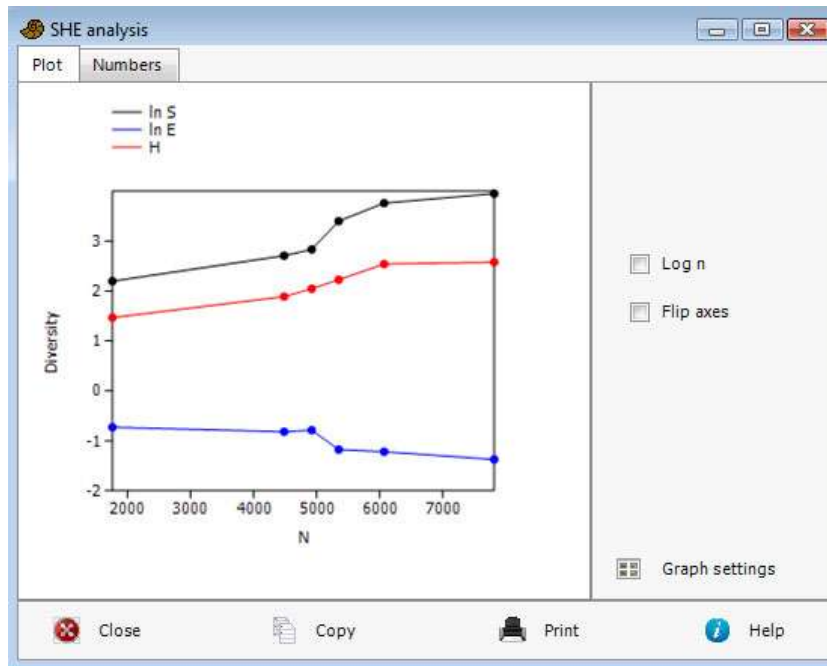 SHE analysis
Plot Numbers
ln S
ln E
H
3
2
1
0
-1
-2
Diversity
2000 3000 4000 5000 6000 7000
N
Log n
Flip axes
Graph settings
Close Copy Print Help